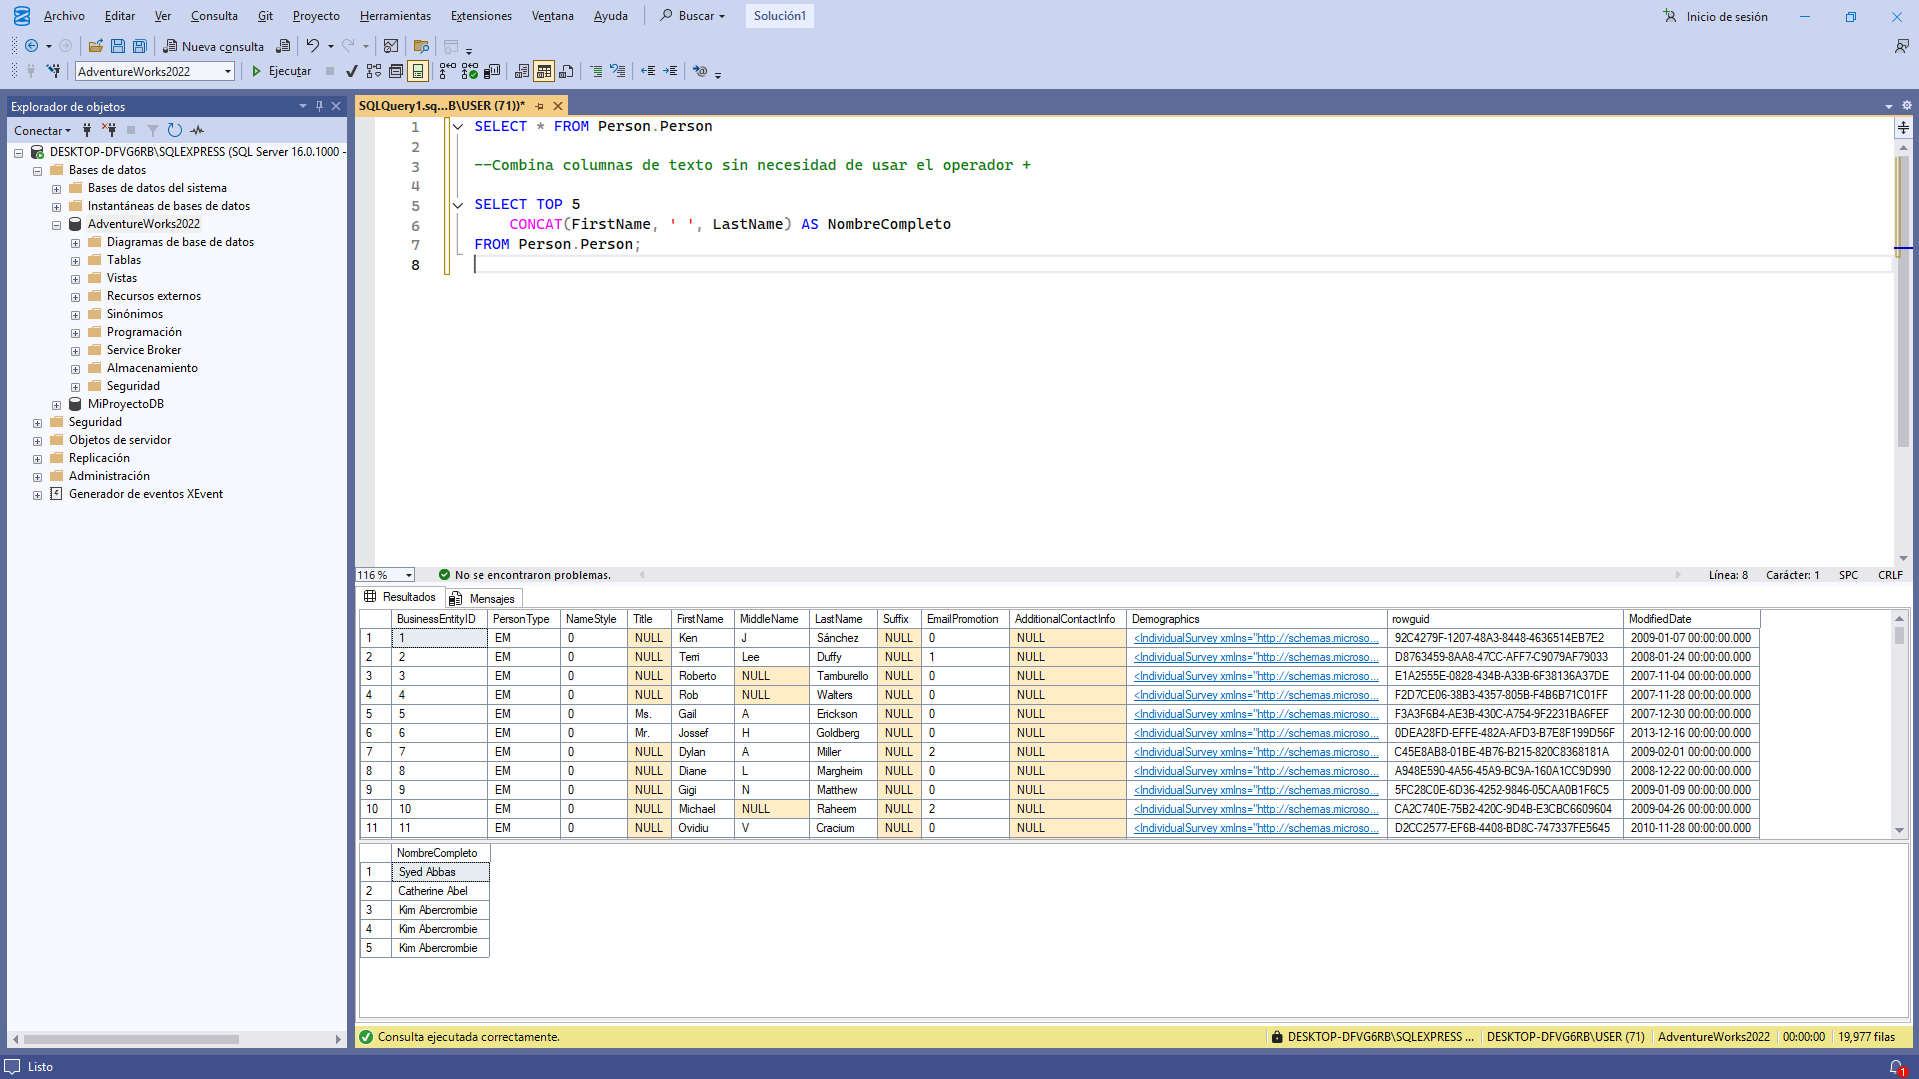 Archivo Editar Ver Consulta Git Proyecto Herramientas Extensiones Ventana Ayuda Buscar Solución1 Inicio de sesión
Nueva consulta
AdventureWorks2022 Ejecutar
Explorador de objetos
Conectar
DESKTOP-DFVG6RB\SQLEXPRESS (SQL Server 16.0.1000 -
Bases de datos
Bases de datos del sistema
Instantáneas de bases de datos
AdventureWorks2022
Diagramas de base de datos
Tablas
Vistas
Recursos externos
Sinónimos
Programación
Service Broker
Almacenamiento
Seguridad
MiProyectoDB
Seguridad
Objetos de servidor
Replicación
Administración
Generador de eventos XEvent
SQLQuery1.sq...B\USER (71))*
1 SELECT * FROM Person.Person
2
3 --Combina columnas de texto sin necesidad de usar el operador +
4
5 SELECT TOP 5
6 CONCAT(FirstName, ' ', LastName) AS NombreCompleto
7 FROM Person.Person;
8
116 % No se encontraron problemas. Línea: 8 Carácter: 1 SPC CRLF
Resultados Mensajes
BusinessEntityID PersonType NameStyle Title FirstName MiddleName LastName Suffix EmailPromotion AdditionalContactInfo Demographics rowguid ModifiedDate
1 1 EM 0 NULL Ken J Sánchez NULL 0 NULL <IndividualSurvey xmlns="http://schemas.microso... 92C4279F-1207-48A3-8448-4636514EB7E2 2009-01-07 00:00:00.000
2 2 EM 0 NULL Terri Lee Duffy NULL 1 NULL <IndividualSurvey xmlns="http://schemas.microso... D8763459-8AA8-47CC-AFF7-C9079AF79033 2008-01-24 00:00:00.000
3 3 EM 0 NULL Roberto NULL Tamburello NULL 0 NULL <IndividualSurvey xmlns="http://schemas.microso... E1A2555E-0828-434B-A33B-6F38136A37DE 2007-11-04 00:00:00.000
4 4 EM 0 NULL Rob NULL Walters NULL 0 NULL <IndividualSurvey xmlns="http://schemas.microso... F2D7CE06-38B3-4357-805B-F4B6B71C01FF 2007-11-28 00:00:00.000
5 5 EM 0 Ms. Gail A Erickson NULL 0 NULL <IndividualSurvey xmlns="http://schemas.microso... F3A3F6B4-AE3B-430C-A754-9F2231BA6FEF 2007-12-30 00:00:00.000
6 6 EM 0 Mr. Jossef H Goldberg NULL 0 NULL <IndividualSurvey xmlns="http://schemas.microso... 0DEA28FD-EFFE-482A-AFD3-B7E8F199D56F 2013-12-16 00:00:00.000
7 7 EM 0 NULL Dylan A Miller NULL 2 NULL <IndividualSurvey xmlns="http://schemas.microso... C45E8AB8-01BE-4B76-B215-820C8368181A 2009-02-01 00:00:00.000
8 8 EM 0 NULL Diane L Margheim NULL 0 NULL <IndividualSurvey xmlns="http://schemas.microso... A948E590-4A56-45A9-BC9A-160A1CC9D990 2008-12-22 00:00:00.000
9 9 EM 0 NULL Gigi N Matthew NULL 0 NULL <IndividualSurvey xmlns="http://schemas.microso... 5FC28C0E-6D36-4252-9846-05CAA0B1F6C5 2009-01-09 00:00:00.000
10 10 EM 0 NULL Michael NULL Raheem NULL 2 NULL <IndividualSurvey xmlns="http://schemas.microso... CA2C740E-75B2-420C-9D4B-E3CBC6609604 2009-04-26 00:00:00.000
11 11 EM 0 NULL Ovidiu V Cracium NULL 0 NULL <IndividualSurvey xmlns="http://schemas.microso... D2CC2577-EF6B-4408-BD8C-747337FE5645 2010-11-28 00:00:00.000
NombreCompleto
1 Syed Abbas
2 Catherine Abel
3 Kim Abercrombie
4 Kim Abercrombie
5 Kim Abercrombie
Consulta ejecutada correctamente. DESKTOP-DFVG6RB\SQLEXPRESS ... DESKTOP-DFVG6RB\USER (71) AdventureWorks2022 00:00:00 19,977 filas
Listo 1